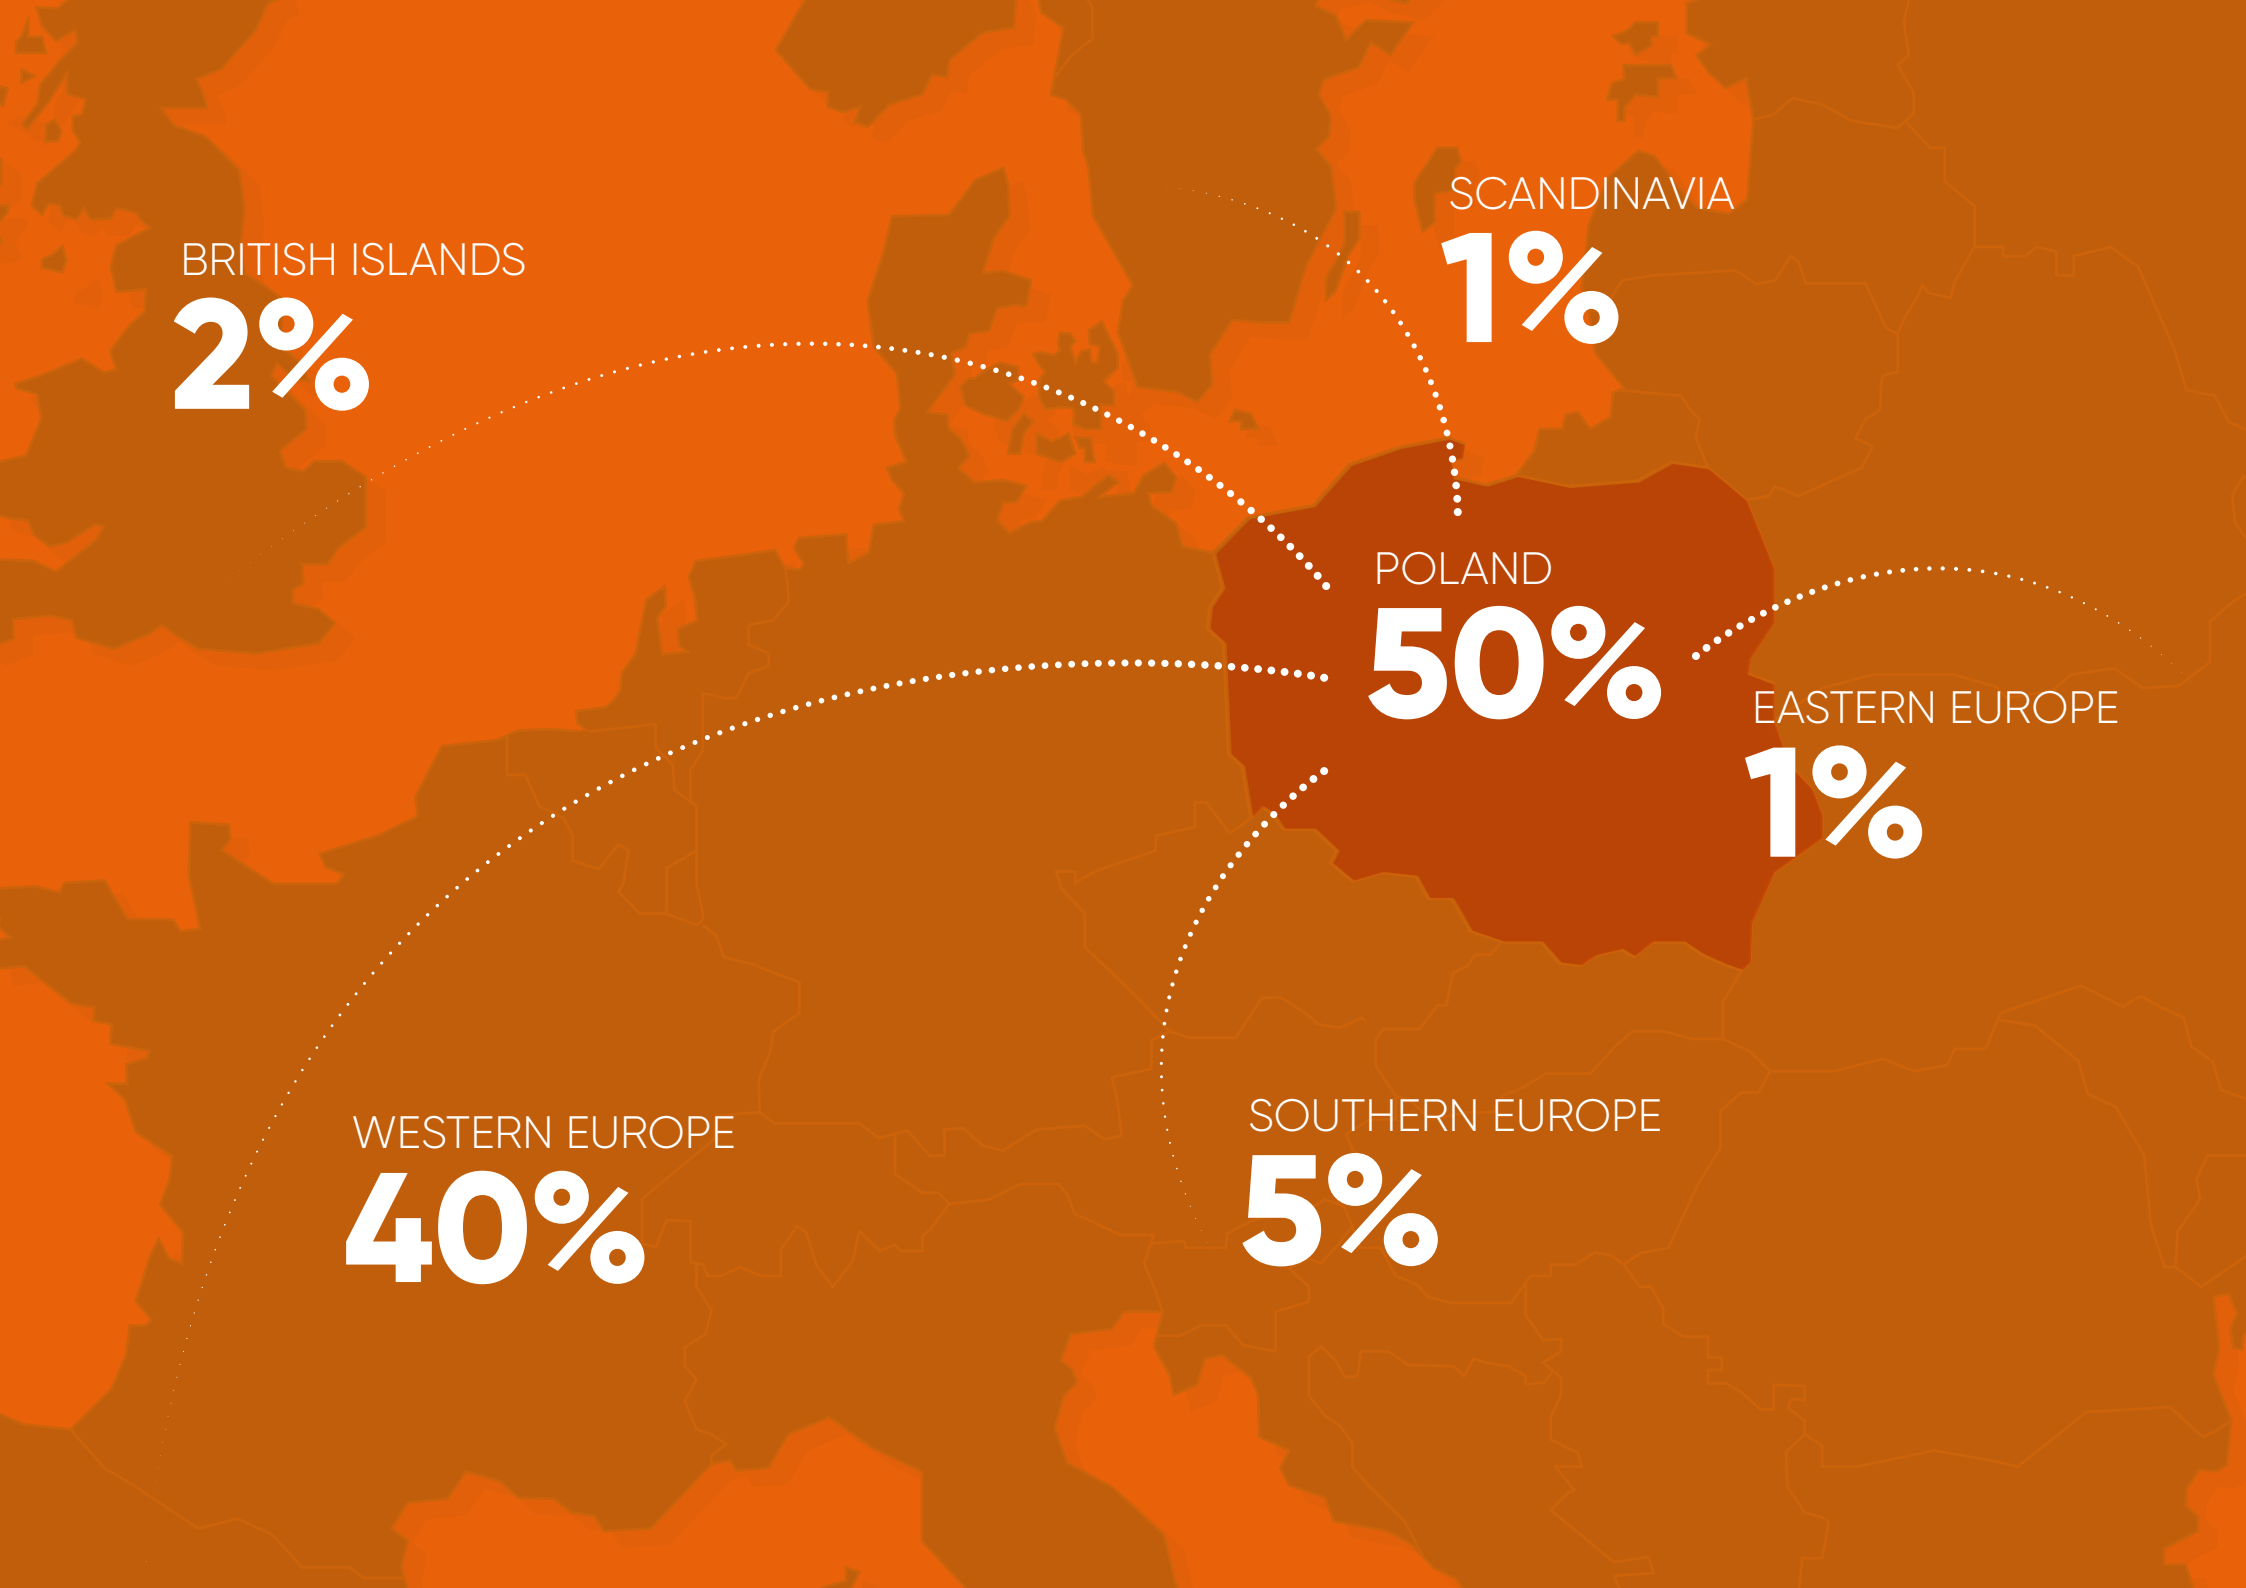 SCANDINAVIA
1%
BRITISH ISLANDS
2%
POLAND
50%
EASTERN EUROPE
1%
WESTERN EUROPE
40%
SOUTHERN EUROPE
5%